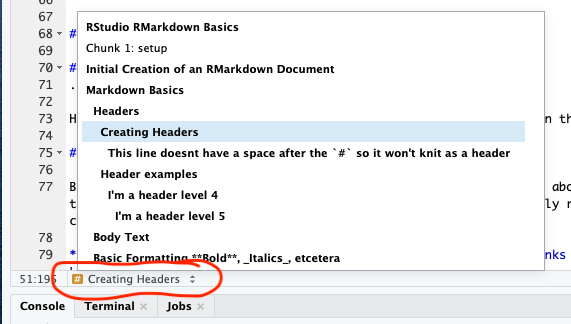 66
67
RStudio RMarkdown Basics
68 #
Chunk 1: setup
69
Initial Creation of an RMarkdown Document
70 #
Markdown Basics
71 .
Headers
72
73 H
Creating Headers
n th
74
This line doesnt have a space after the `#` so it won't knit as a header
75 #
Header examples
76
I'm a header level 4
77 B
abo
I'm a header level 5
t
ly r
c
Body Text
78
Basic Formatting **Bold**, _Italics_, etcetera
79 *
nks
51:195
# Creating Headers
Console Terminal Jobs